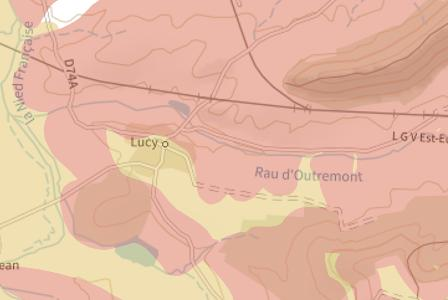 la Nied Française
D74A
Lucy
L G V Est-Eu
Rau d'Outremont
ean